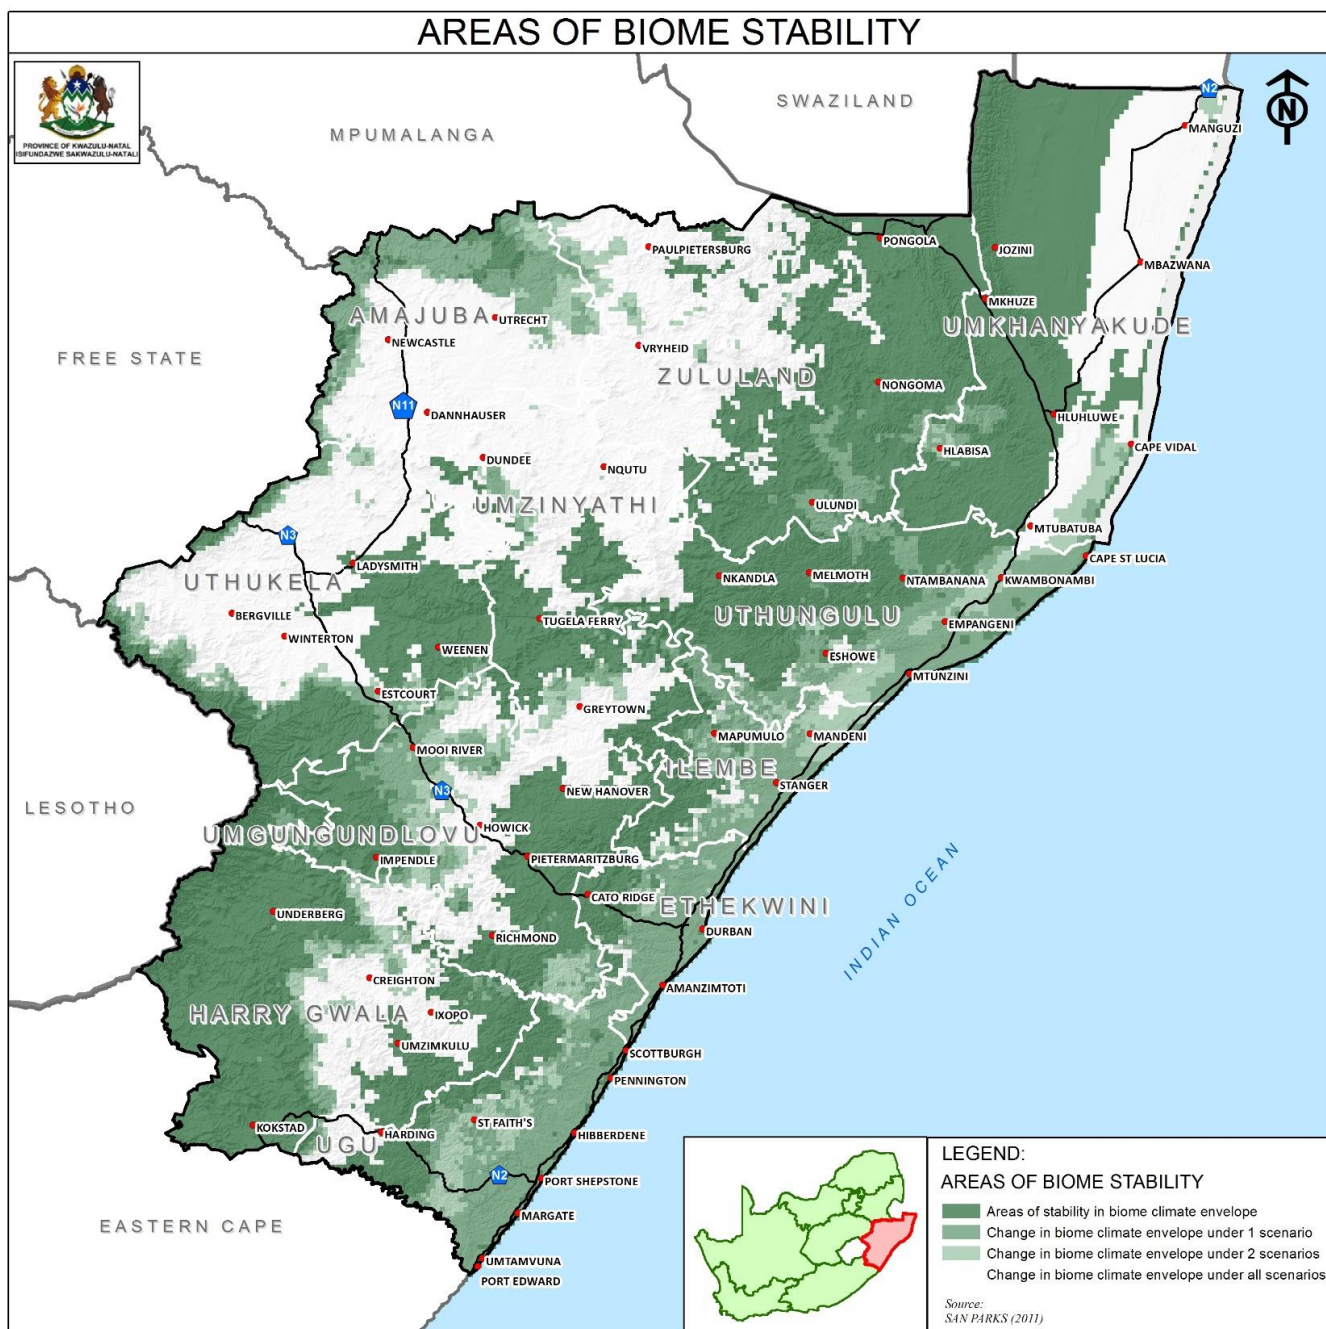 AREAS OF BIOME STABILITY
PROVINCE OF KWAZULU-NATAL
ISIFUNDAZWE SAKWAZULU-NATALI
SWAZILAND
MPUMALANGA
N
N2
MANGUZI
PAULPIETERSBURG
PONGOLA
JOZINI
MBAZWANA
MKHUZE
AMAJUBA
UTRECHT
UMKHANYAKUDE
NEWCASTLE
VRYHEID
FREE STATE
ZULULAND
NONGOMA
N11
DANNHAUSER
HLUHLUWE
CAPE VIDAL
HLABISA
DUNDEE
NQUTU
UMZINYATHI
ULUNDI
MTUBATUBA
N3
CAPE ST LUCIA
LADYSMITH
UTHUKELA
NKANDLA
MELMOTH
NTAMBANANA
KWAMBONAMBI
BERGVILLE
UTHUNGULU
TUGELA FERRY
EMPANGENI
WINTERTON
WEENEN
ESHOWE
MTUNZINI
ESTCOURT
GREYTOWN
MAPUMULO
MANDENI
MOOI RIVER
ILEMBE
STANGER
N3
NEW HANOVER
LESOTHO
HOWICK
UMGUNGUNDLOVU
IMPENDLE
PIETERMARITZBURG
CATO RIDGE
ETHEKWINI
UNDERBERG
DURBAN
RICHMOND
INDIAN OCEAN
CREIGHTON
AMANZIMTOTI
HARRY GWALA
IXOPO
UMZIMKULU
SCOTTBURGH
PENNINGTON
ST FAITH'S
KOKSTAD
HARDING
HIBBERDENE
UGU
N2
PORT SHEPSTONE
MARGATE
EASTERN CAPE
UMTAMVUNA
PORT EDWARD
LEGEND:
AREAS OF BIOME STABILITY
Areas of stability in biome climate envelope
Change in biome climate envelope under 1 scenario
Change in biome climate envelope under 2 scenarios
Change in biome climate envelope under all scenarios
Source:
SAN PARKS (2011)